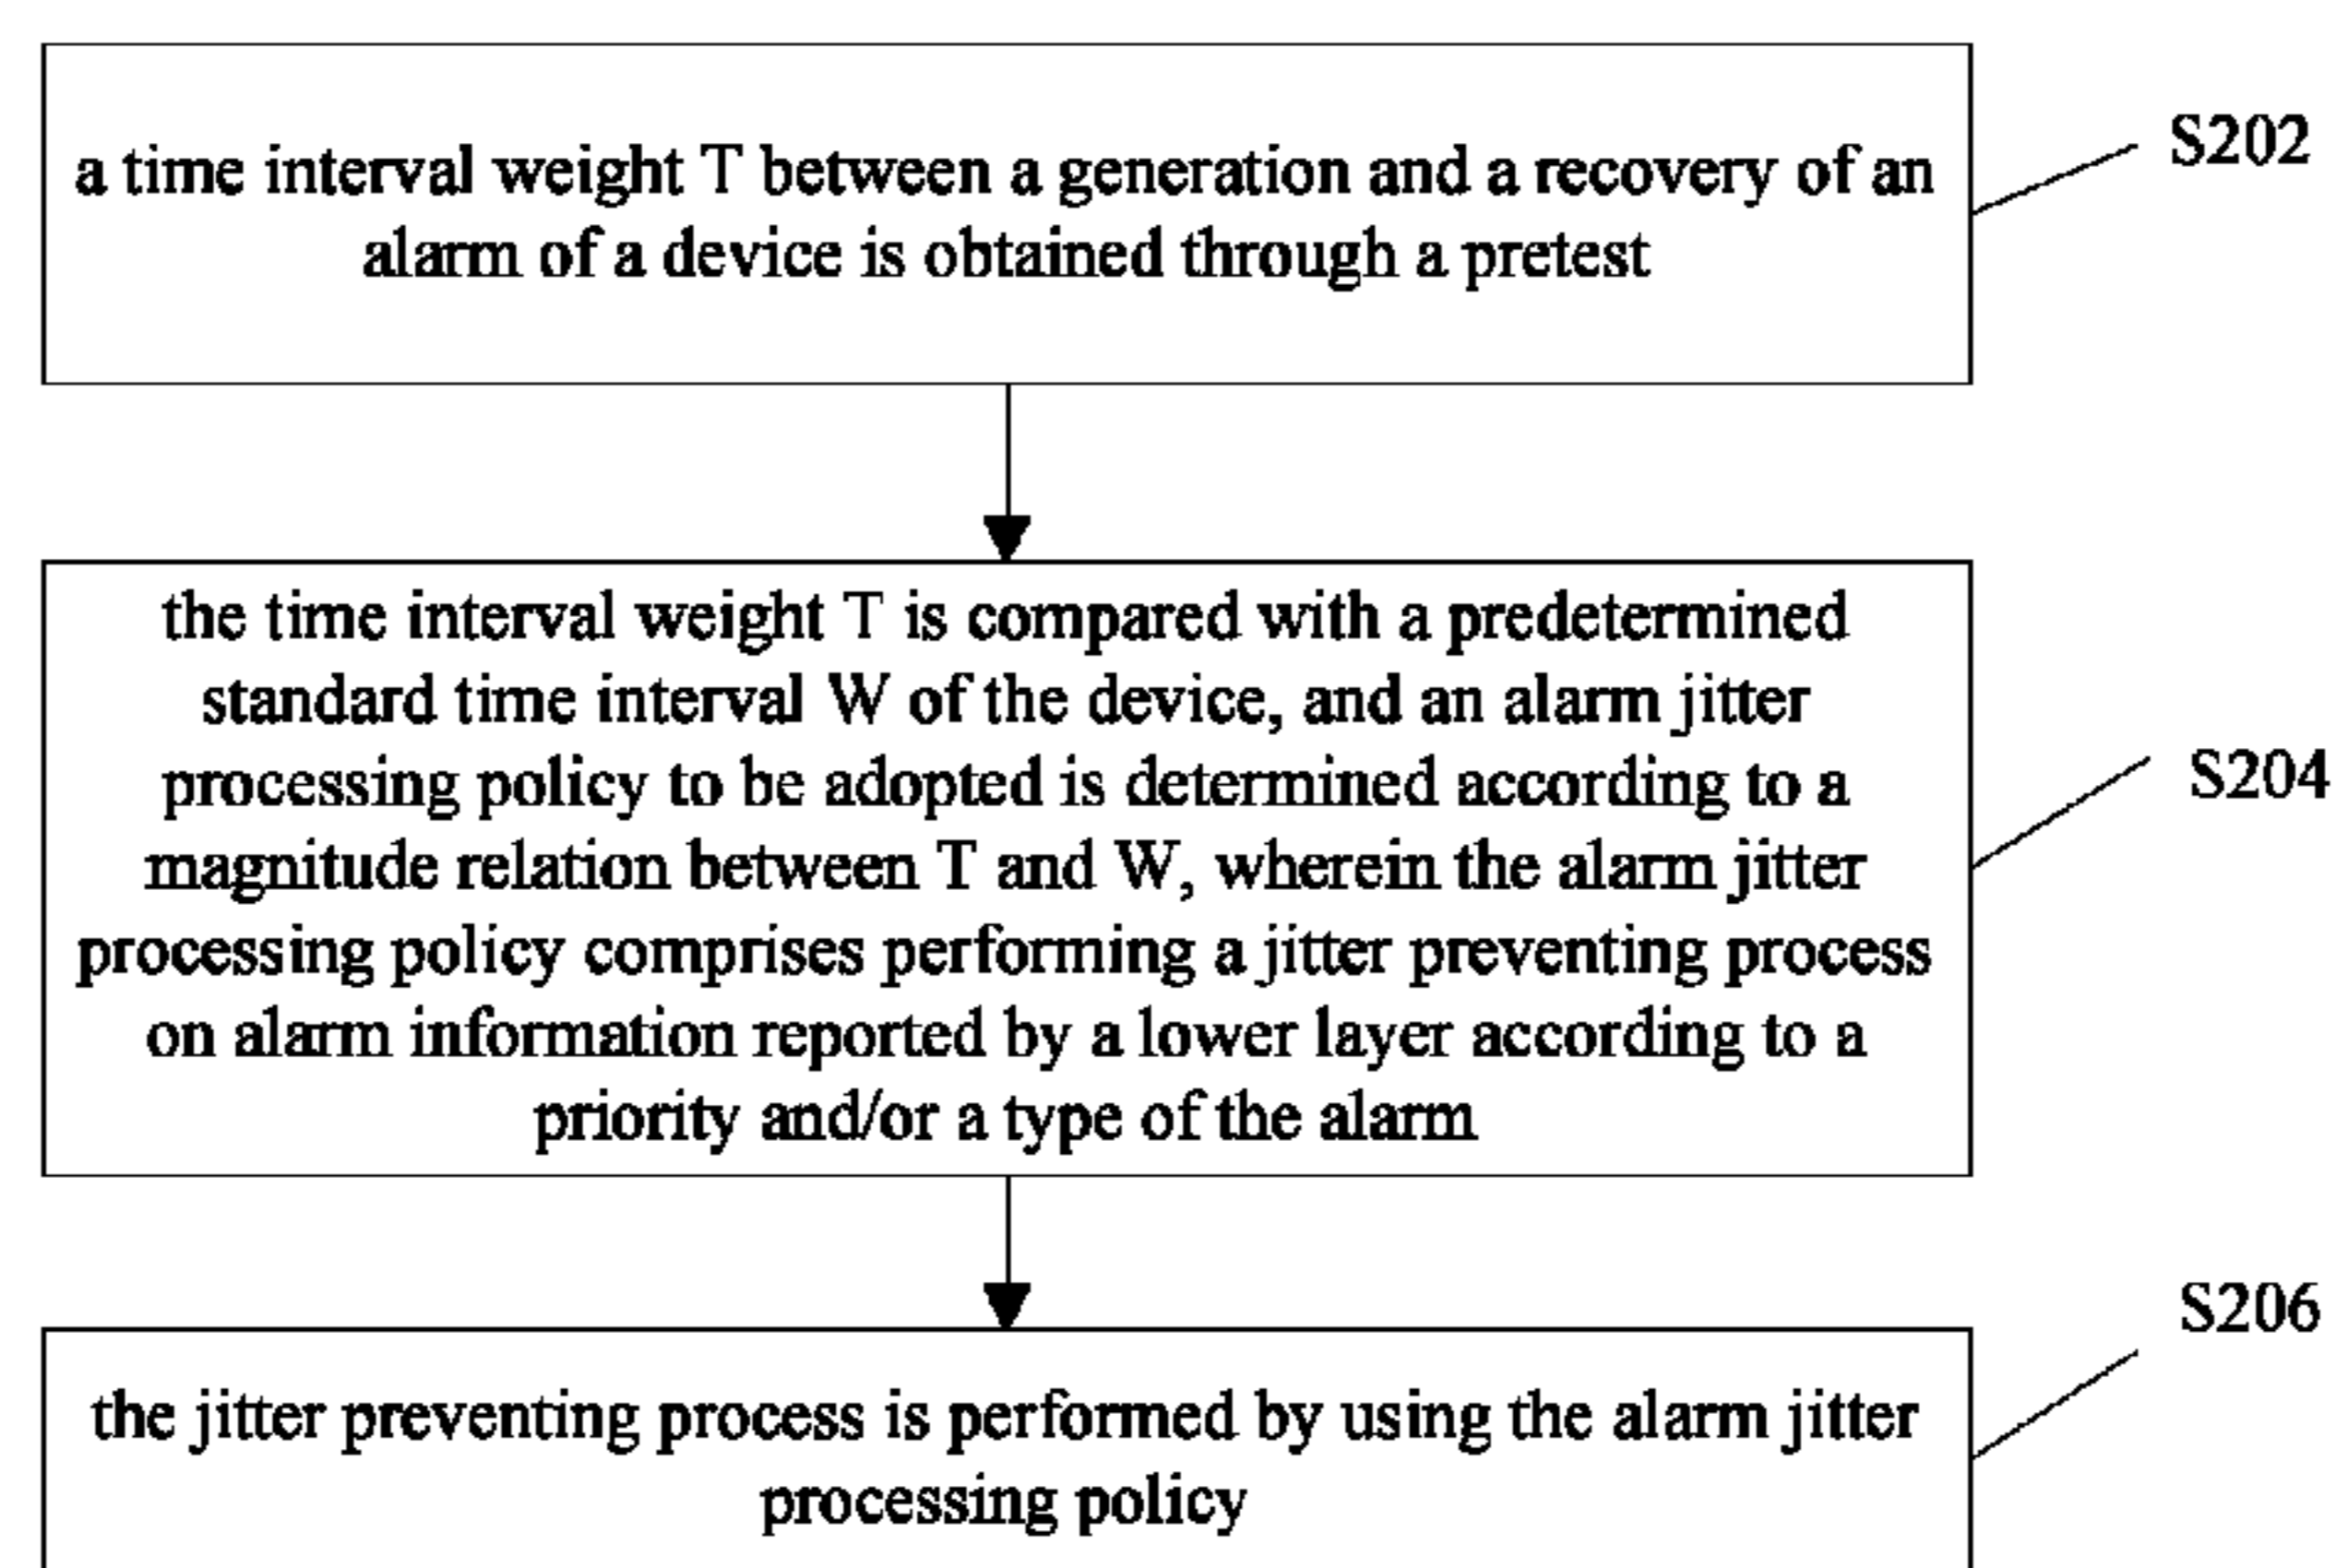 a time interval weight T between a generation and a recovery of an
alarm of a device is obtained through a pretest
S202
the time interval weight T is compared with a predetermined
standard time interval W of the device, and an alarm jitter
processing policy to be adopted is determined according to a
magnitude relation between T and W, wherein the alarm jitter
processing policy comprises performing a jitter preventing process
on alarm information reported by a lower layer according to a
priority and/or a type of the alarm
S204
the jitter preventing process is performed by using the alarm jitter
processing policy
S206